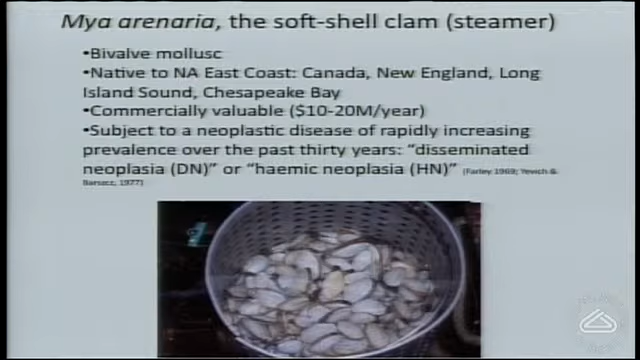 Mya arenaria, the soft-shell clam (steamer)
•Bivalve mollusc
•Native to NA East Coast: Canada, New England, Long
Island Sound, Chesapeake Bay
•Commercially valuable ($10-20M/year)
•Subject to a neoplastic disease of rapidly increasing
prevalence over the past thirty years: "disseminated
neoplasia (DN)" or "haemic neoplasia (HN)" (Farley 1969; Yevich &
1977)